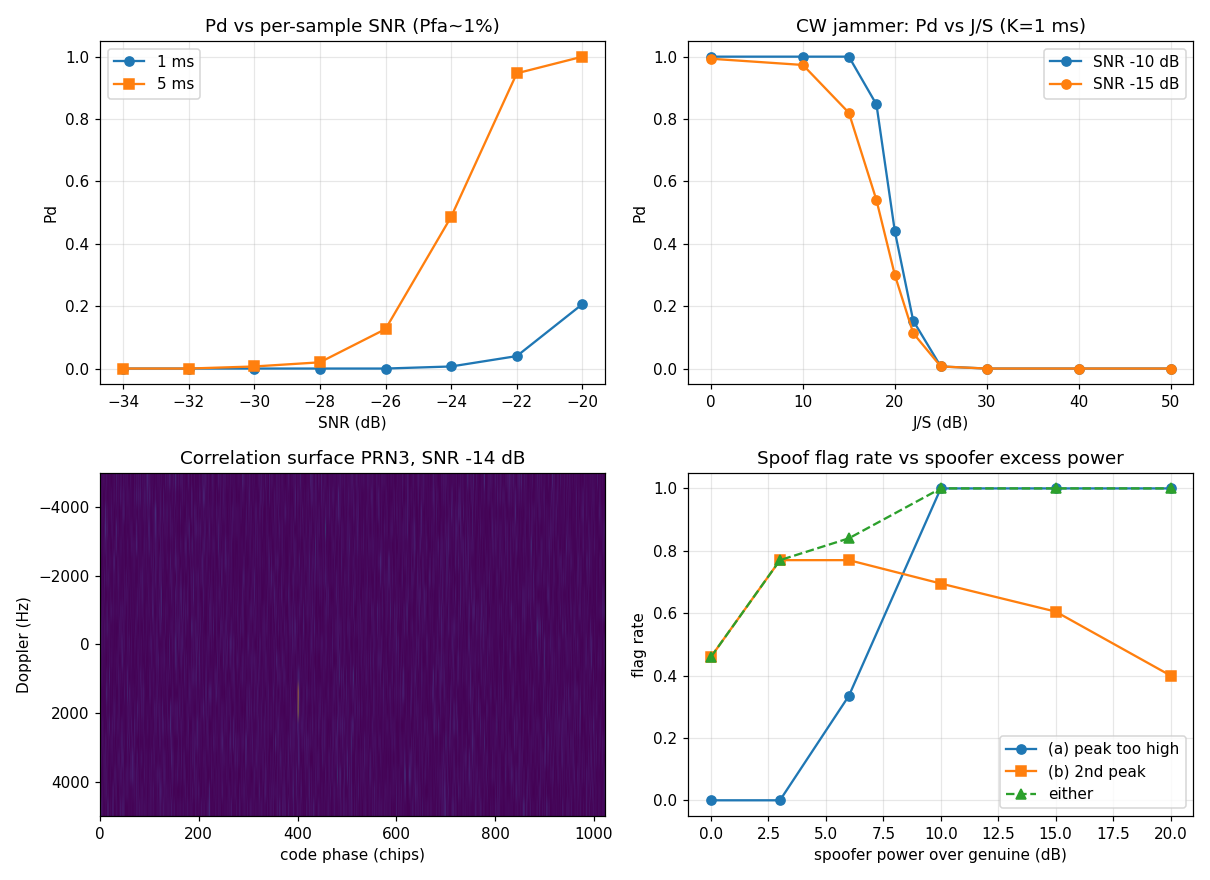 Pd vs per-sample SNR (Pfa~1%)
1 ms
5 ms
1.0
0.8
0.6
0.4
0.2
0.0
Pd
−34 −32 −30 −28 −26 −24 −22 −20
SNR (dB)
CW jammer: Pd vs J/S (K=1 ms)
SNR -10 dB
SNR -15 dB
1.0
0.8
0.6
0.4
0.2
0.0
Pd
0 10 20 30 40 50
J/S (dB)
Correlation surface PRN3, SNR -14 dB
−4000
−2000
0
2000
4000
Doppler (Hz)
0 200 400 600 800 1000
code phase (chips)
Spoof flag rate vs spoofer excess power
1.0
0.8
0.6
0.4
0.2
0.0
flag rate
(a) peak too high
(b) 2nd peak
either
0.0 2.5 5.0 7.5 10.0 12.5 15.0 17.5 20.0
spoofer power over genuine (dB)